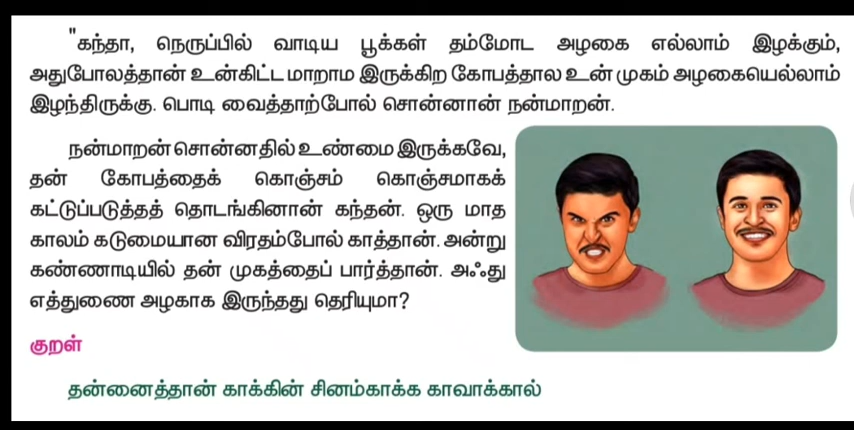 "கந்தா, நெருப்பில் வாடிய பூக்கள் தம்மோட அழகை எல்லாம் இழக்கும்,
அதுபோலத்தான் உன்கிட்ட மாறாம இருக்கிற கோபத்தால உன் முகம் அழகையெல்லாம்
இழந்திருக்கு. பொடி வைத்தாற்போல் சொன்னான் நன்மாறன்.
நன்மாறன் சொன்னதில் உண்மை இருக்கவே,
தன் கோபத்தைக் கொஞ்சம் கொஞ்சமாகக்
கட்டுப்படுத்தத் தொடங்கினான் கந்தன். ஒரு மாத
காலம் கடுமையான விரதம்போல் காத்தான். அன்று
கண்ணாடியில் தன் முகத்தைப் பார்த்தான். அஃது
எத்துணை அழகாக இருந்தது தெரியுமா?
குறள்
தன்னைத்தான் காக்கின் சினம்காக்க காவாக்கால்